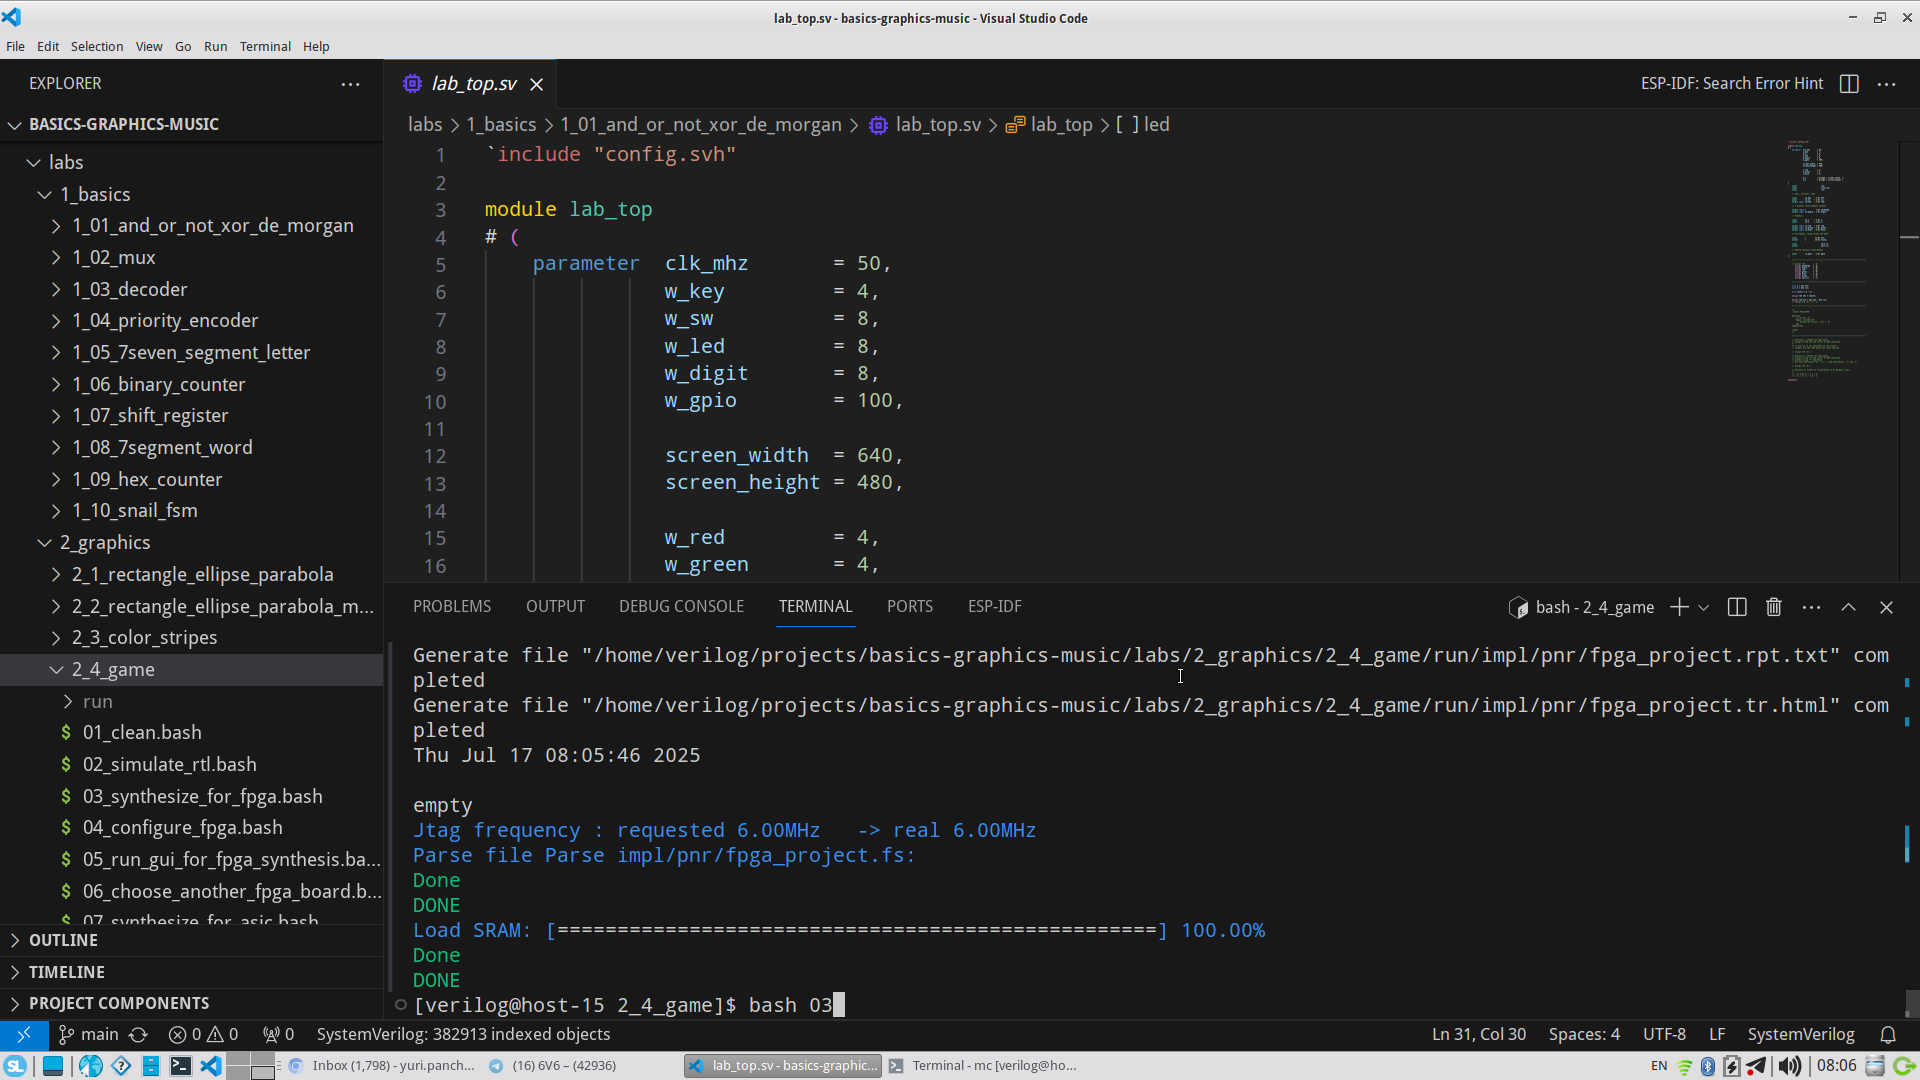 lab_top.sv - basics-graphics-music - Visual Studio Code
File Edit Selection View Go Run Terminal Help
EXPLORER
BASICS-GRAPHICS-MUSIC
labs
1_basics
1_01_and_or_not_xor_de_morgan
1_02_mux
1_03_decoder
1_04_priority_encoder
1_05_7seven_segment_letter
1_06_binary_counter
1_07_shift_register
1_08_7segment_word
1_09_hex_counter
1_10_snail_fsm
2_graphics
2_1_rectangle_ellipse_parabola
2_2_rectangle_ellipse_parabola_m...
2_3_color_stripes
2_4_game
run
$ 01_clean.bash
$ 02_simulate_rtl.bash
$ 03_synthesize_for_fpga.bash
$ 04_configure_fpga.bash
$ 05_run_gui_for_fpga_synthesis.ba...
$ 06_choose_another_fpga_board.b...
$ 07_synthesize_for_asic.bash
OUTLINE
TIMELINE
PROJECT COMPONENTS
lab_top.sv
ESP-IDF: Search Error Hint
labs > 1_basics > 1_01_and_or_not_xor_de_morgan > lab_top.sv > lab_top > [ ] led
1 `include "config.svh"
2
3 module lab_top
4 # (
5 parameter clk_mhz = 50,
6 w_key = 4,
7 w_sw = 8,
8 w_led = 8,
9 w_digit = 8,
10 w_gpio = 100,
11
12 screen_width = 640,
13 screen_height = 480,
14
15 w_red = 4,
16 w_green = 4,
PROBLEMS OUTPUT DEBUG CONSOLE TERMINAL PORTS ESP-IDF
bash - 2_4_game
Generate file "/home/verilog/projects/basics-graphics-music/labs/2_graphics/2_4_game/run/impl/pnr/fpga_project.rpt.txt" com
pleted
Generate file "/home/verilog/projects/basics-graphics-music/labs/2_graphics/2_4_game/run/impl/pnr/fpga_project.tr.html" com
pleted
Thu Jul 17 08:05:46 2025
empty
Jtag frequency : requested 6.00MHz -> real 6.00MHz
Parse file Parse impl/pnr/fpga_project.fs:
Done
DONE
Load SRAM: [==================================================] 100.00%
Done
DONE
[verilog@host-15 2_4_game]$ bash 03
main 0 0 0 SystemVerilog: 382913 indexed objects
Ln 31, Col 30 Spaces: 4 UTF-8 LF SystemVerilog
SL Inbox (1,798) - yuri.panch... (16) 6V6 – (42936) lab_top.sv - basics-graphic... Terminal - mc [verilog@ho...
EN 08:06